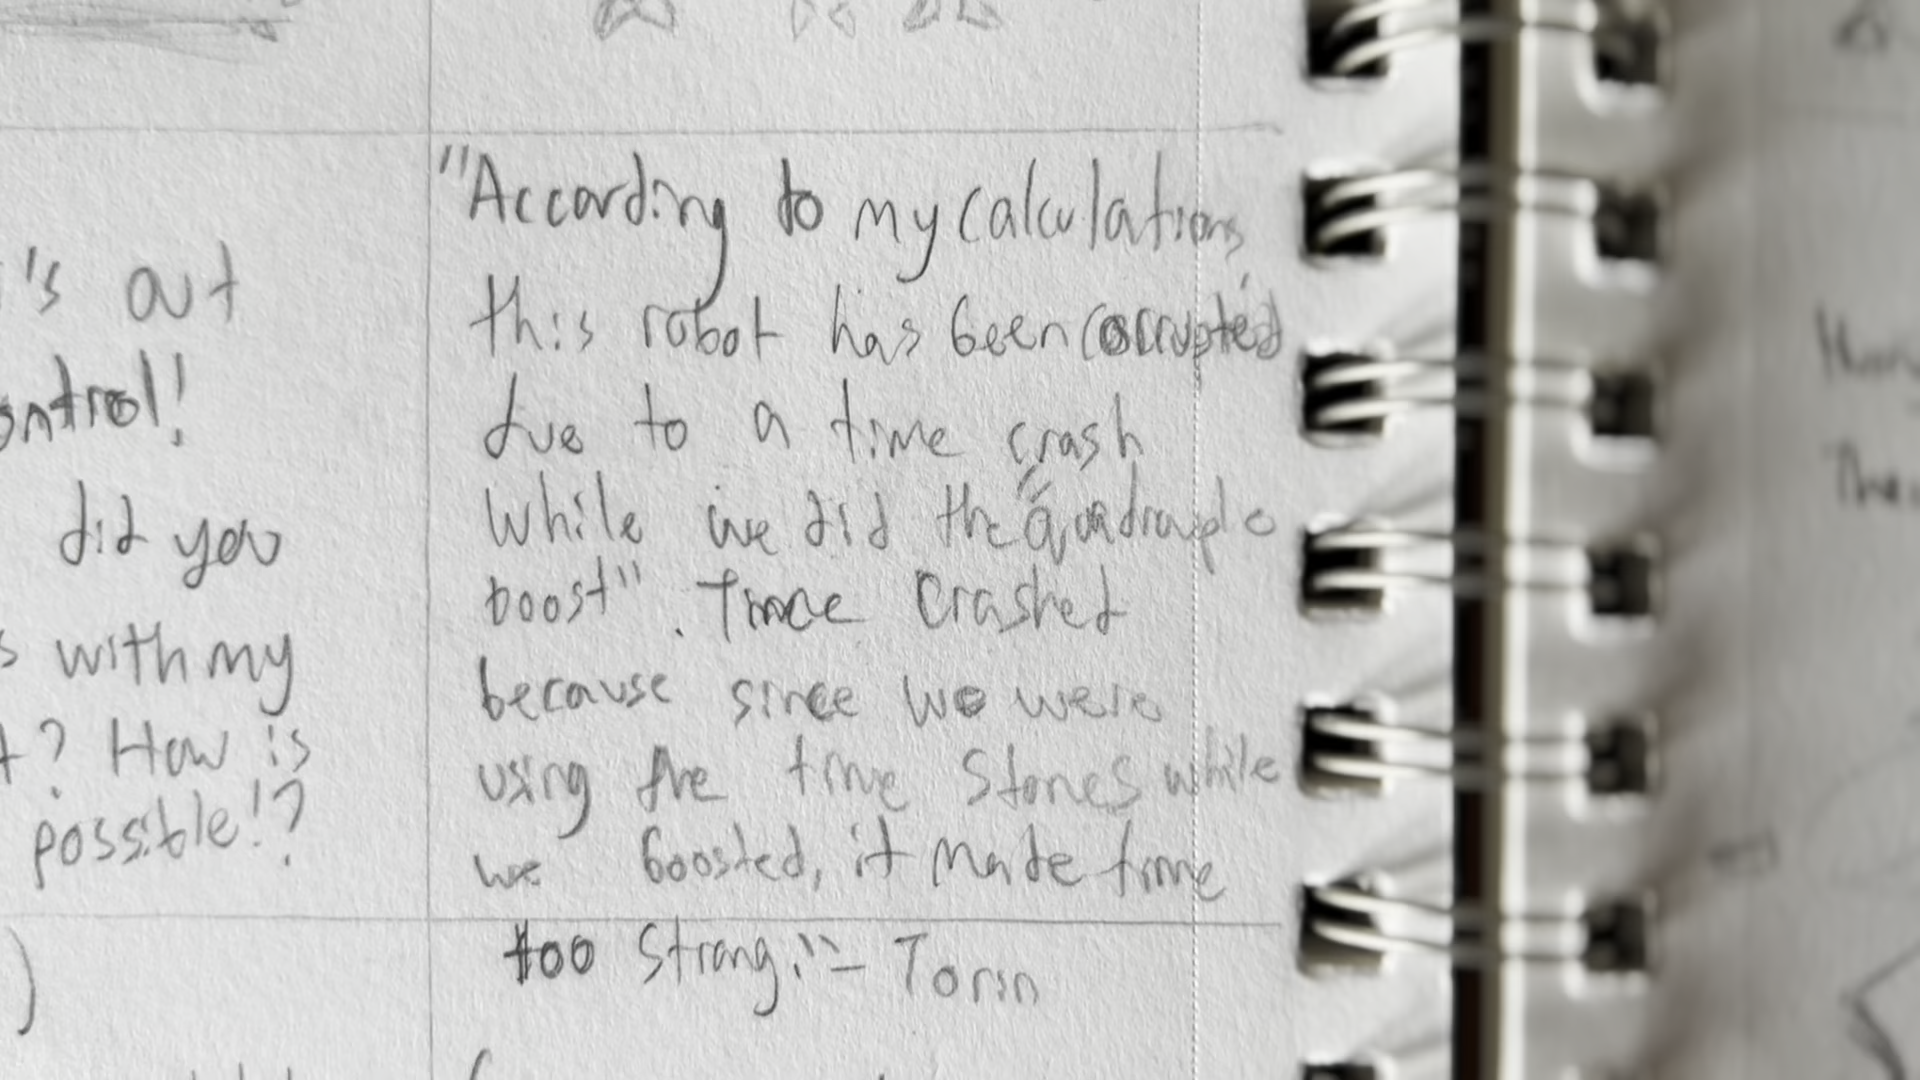 's out
ontrol!
did you
s with my
t? How is
possible!?
"According to my calculations,
this robot has been corrupted
due to a time crash
while we did the "quadruple
boost". Time crashed
because since we were
using the time stones while
we boosted, it made time
too strong."- Torin